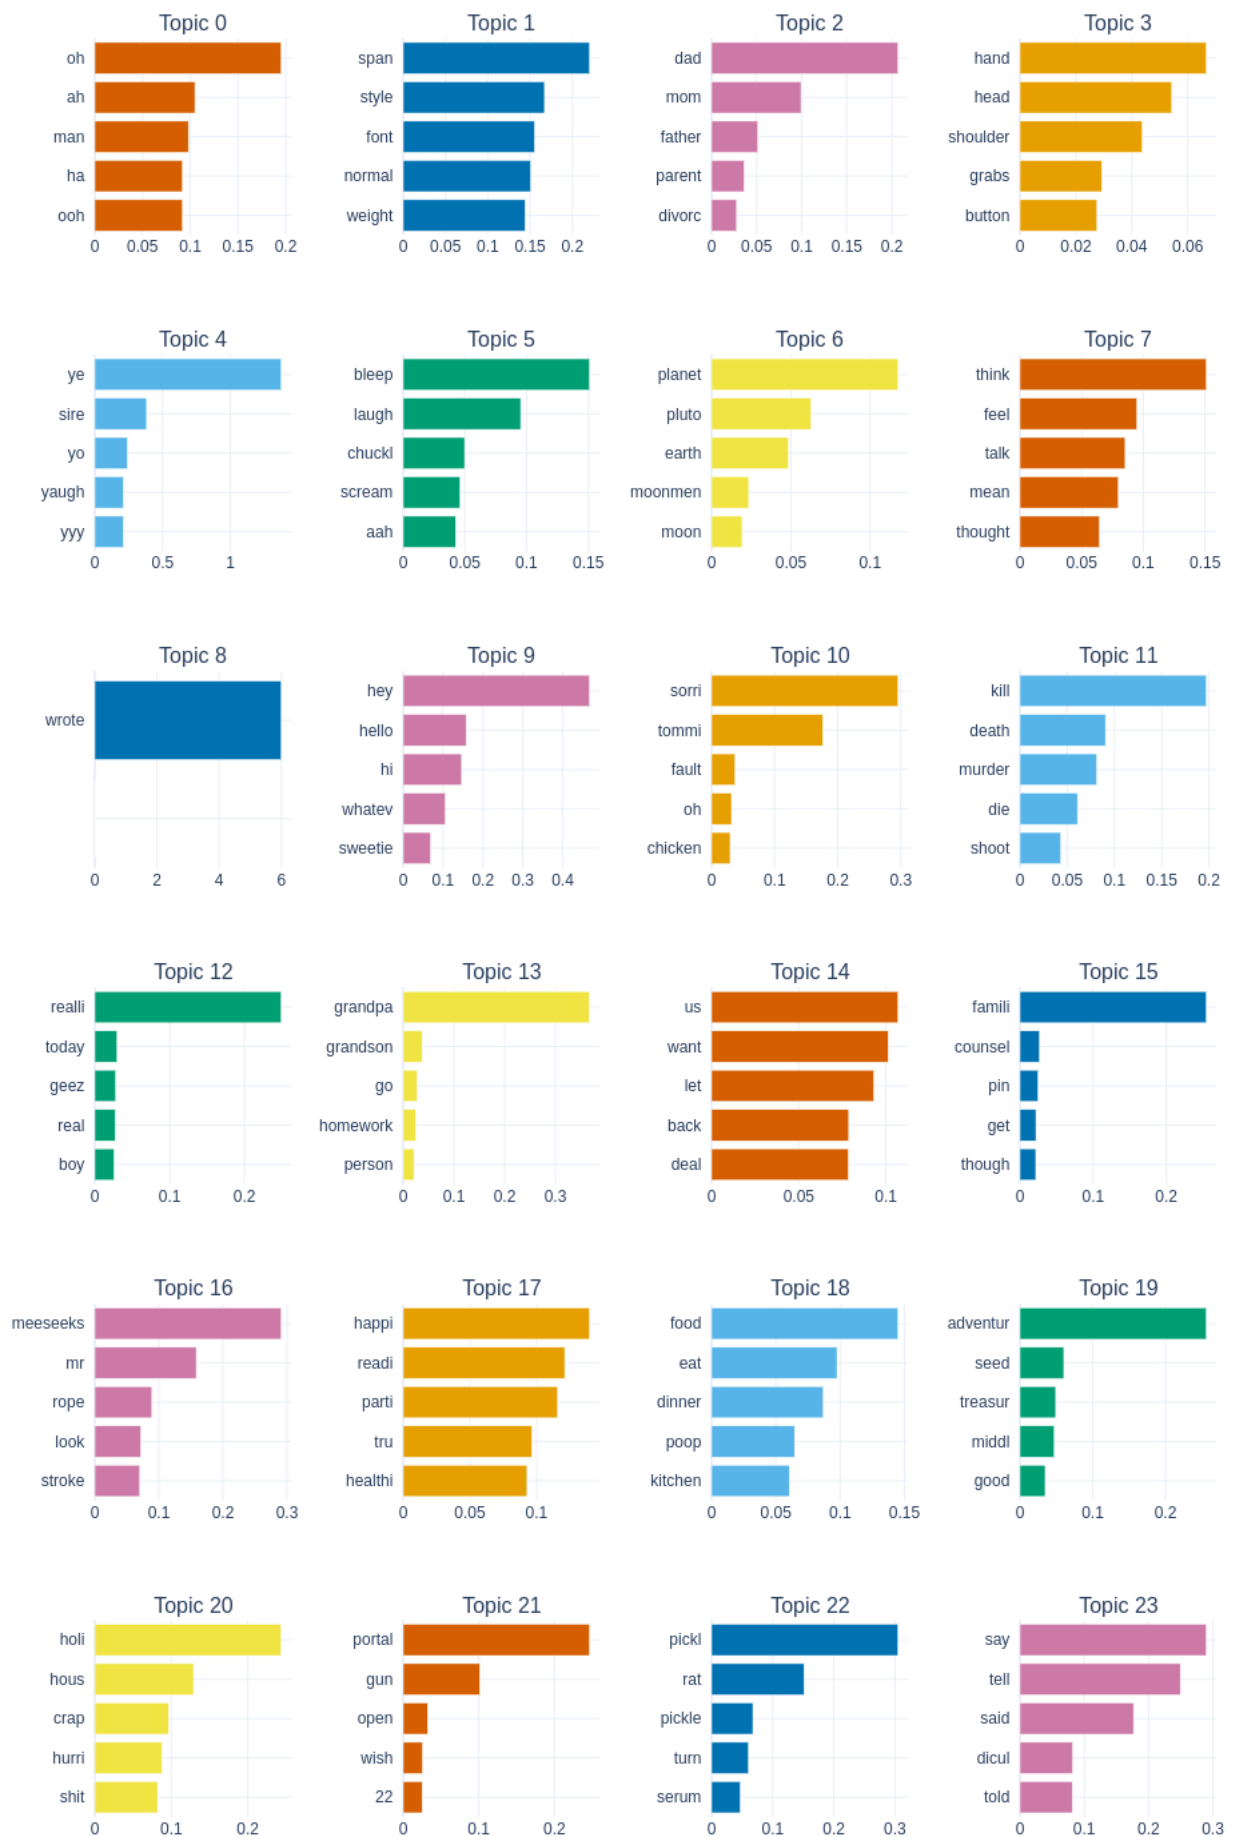 Topic 0
Topic 1
Topic 2
Topic 3
oh
ah
man
ha
ooh
0 0.05 0.1 0.15 0.2
span
style
font
normal
weight
0 0.05 0.1 0.15 0.2
dad
mom
father
parent
divorc
0 0.05 0.1 0.15 0.2
hand
head
shoulder
grabs
button
0 0.02 0.04 0.06
Topic 4
Topic 5
Topic 6
Topic 7
ye
sire
yo
yaugh
yyy
0 0.5 1
bleep
laugh
chuckl
scream
aah
0 0.05 0.1 0.15
planet
pluto
earth
moonmen
moon
0 0.05 0.1
think
feel
talk
mean
thought
0 0.05 0.1 0.15
Topic 8
Topic 9
Topic 10
Topic 11
wrote
0 2 4 6
hey
hello
hi
whatev
sweetie
0 0.1 0.2 0.3 0.4
sorri
tommi
fault
oh
chicken
0 0.1 0.2 0.3
kill
death
murder
die
shoot
0 0.05 0.1 0.15 0.2
Topic 12
Topic 13
Topic 14
Topic 15
realli
today
geez
real
boy
0 0.1 0.2
grandpa
grandson
go
homework
person
0 0.1 0.2 0.3
us
want
let
back
deal
0 0.05 0.1
famili
counsel
pin
get
though
0 0.1 0.2
Topic 16
Topic 17
Topic 18
Topic 19
meeseeks
mr
rope
look
stroke
0 0.1 0.2 0.3
happi
readi
parti
tru
healthi
0 0.05 0.1
food
eat
dinner
poop
kitchen
0 0.05 0.1 0.15
adventur
seed
treasur
middl
good
0 0.1 0.2
Topic 20
Topic 21
Topic 22
Topic 23
holi
hous
crap
hurri
shit
0 0.1 0.2
portal
gun
open
wish
22
0 0.1 0.2
pickl
rat
pickle
turn
serum
0 0.1 0.2 0.3
say
tell
said
dicul
told
0 0.1 0.2 0.3